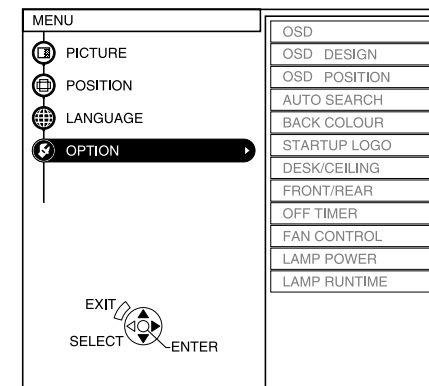 MENU
PICTURE
POSITION
LANGUAGE
OPTION
EXIT
SELECT
ENTER
OSD
OSD DESIGN
OSD POSITION
AUTO SEARCH
BACK COLOUR
STARTUP LOGO
DESK/CEILING
FRONT/REAR
OFF TIMER
FAN CONTROL
LAMP POWER
LAMP RUNTIME